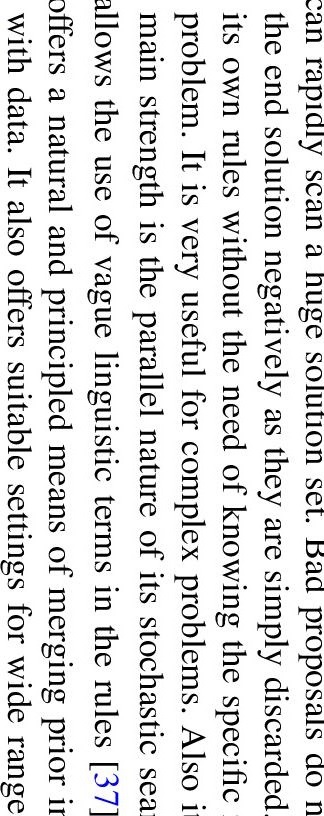 can rapidly scan a huge solution set. Bad proposals do n
the end solution negatively as they are simply discarded.
its own rules without the need of knowing the specific
problem. It is very useful for complex problems. Also it
main strength is the parallel nature of its stochastic sear
allows the use of vague linguistic terms in the rules [37]
offers a natural and principled means of merging prior in
with data. It also offers suitable settings for wide range